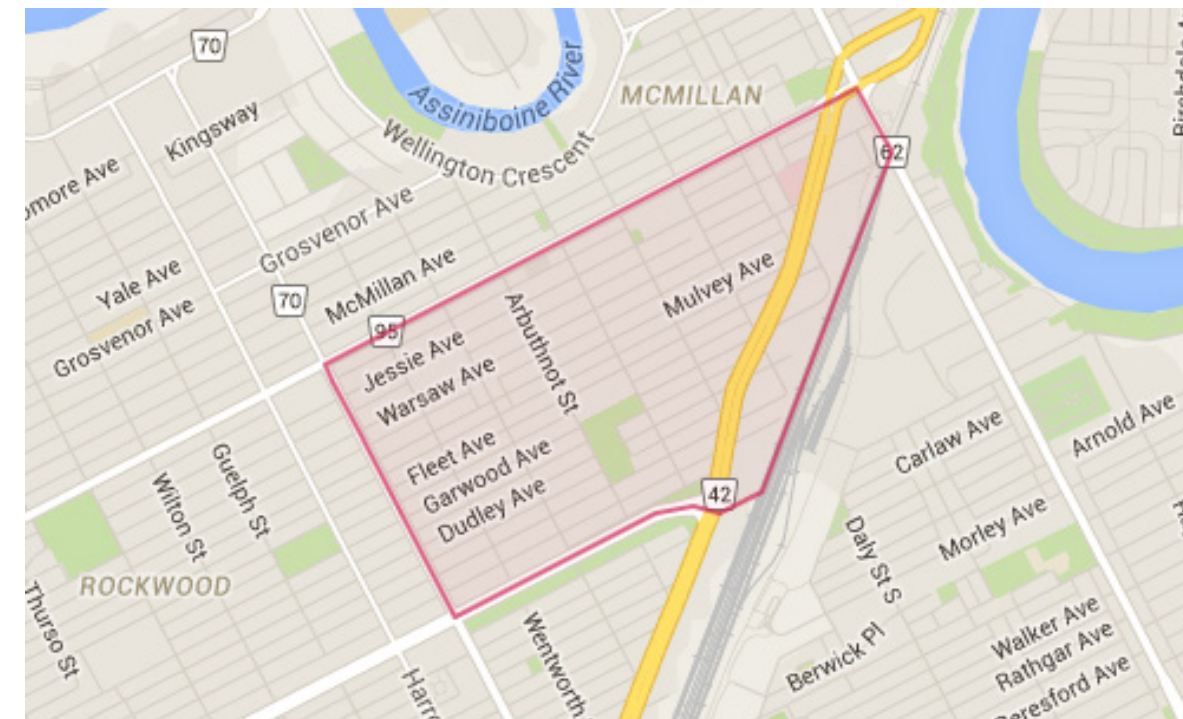 70
MCMILLAN
Assiniboine River
Kingsway
Wellington Crescent
62
Grosvenor Ave
Yale Ave
70
McMillan Ave
Mulvey Ave
Grosvenor Ave
95
Arbuthnot St
Jessie Ave
Warsaw Ave
Fleet Ave
Garwood Ave
Dudley Ave
42
Carlaw Ave
Arnold Ave
Guelph St
Wilton St
Morley Ave
Daly St S
ROCKWOOD
Thurso St
Wentworth
Berwick Pl
Walker Ave
Rathgar Ave